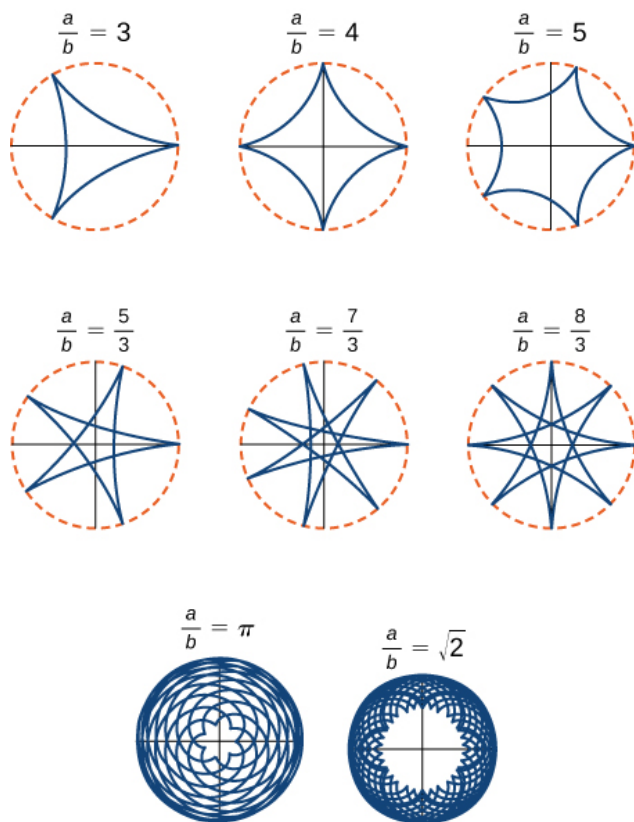 a/b = 3
a/b = 4
a/b = 5
a/b = 5/3
a/b = 7/3
a/b = 8/3
a/b = π
a/b = √2